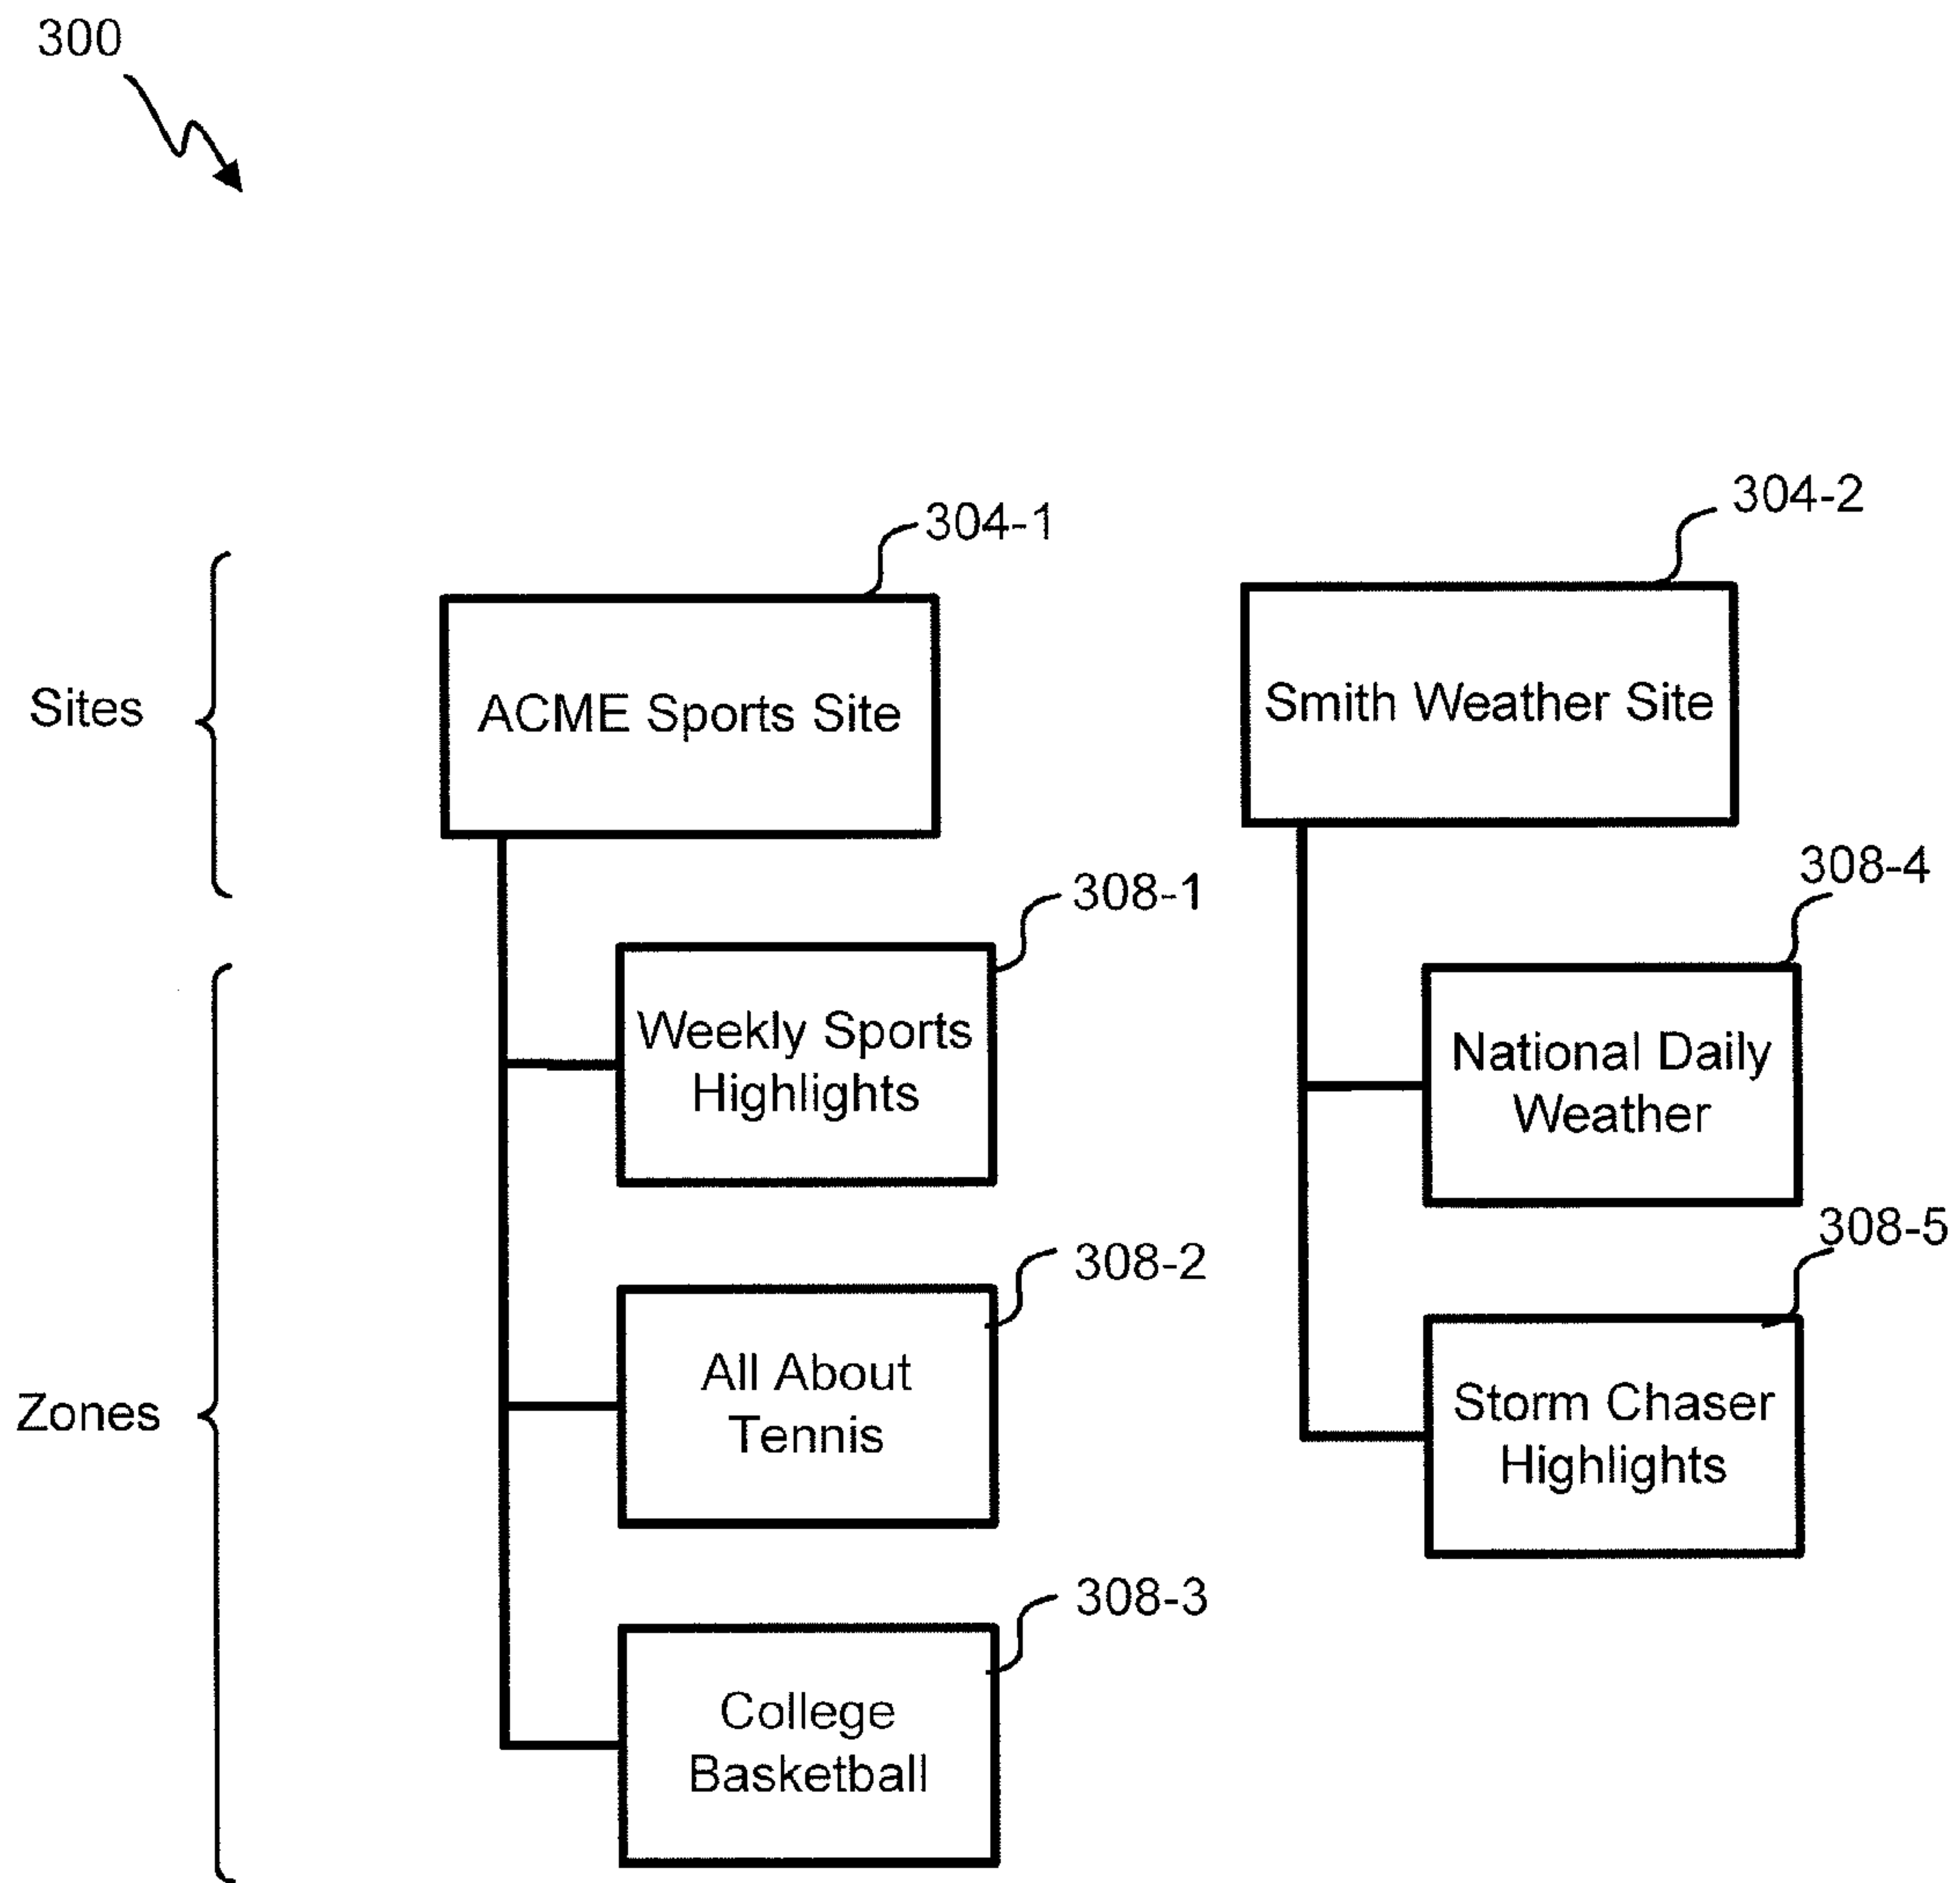 300
304-1
304-2
Sites
ACME Sports Site
Smith Weather Site
308-1
308-4
Weekly Sports
Highlights
National Daily
Weather
308-2
308-5
Zones
All About
Tennis
Storm Chaser
Highlights
308-3
College
Basketball